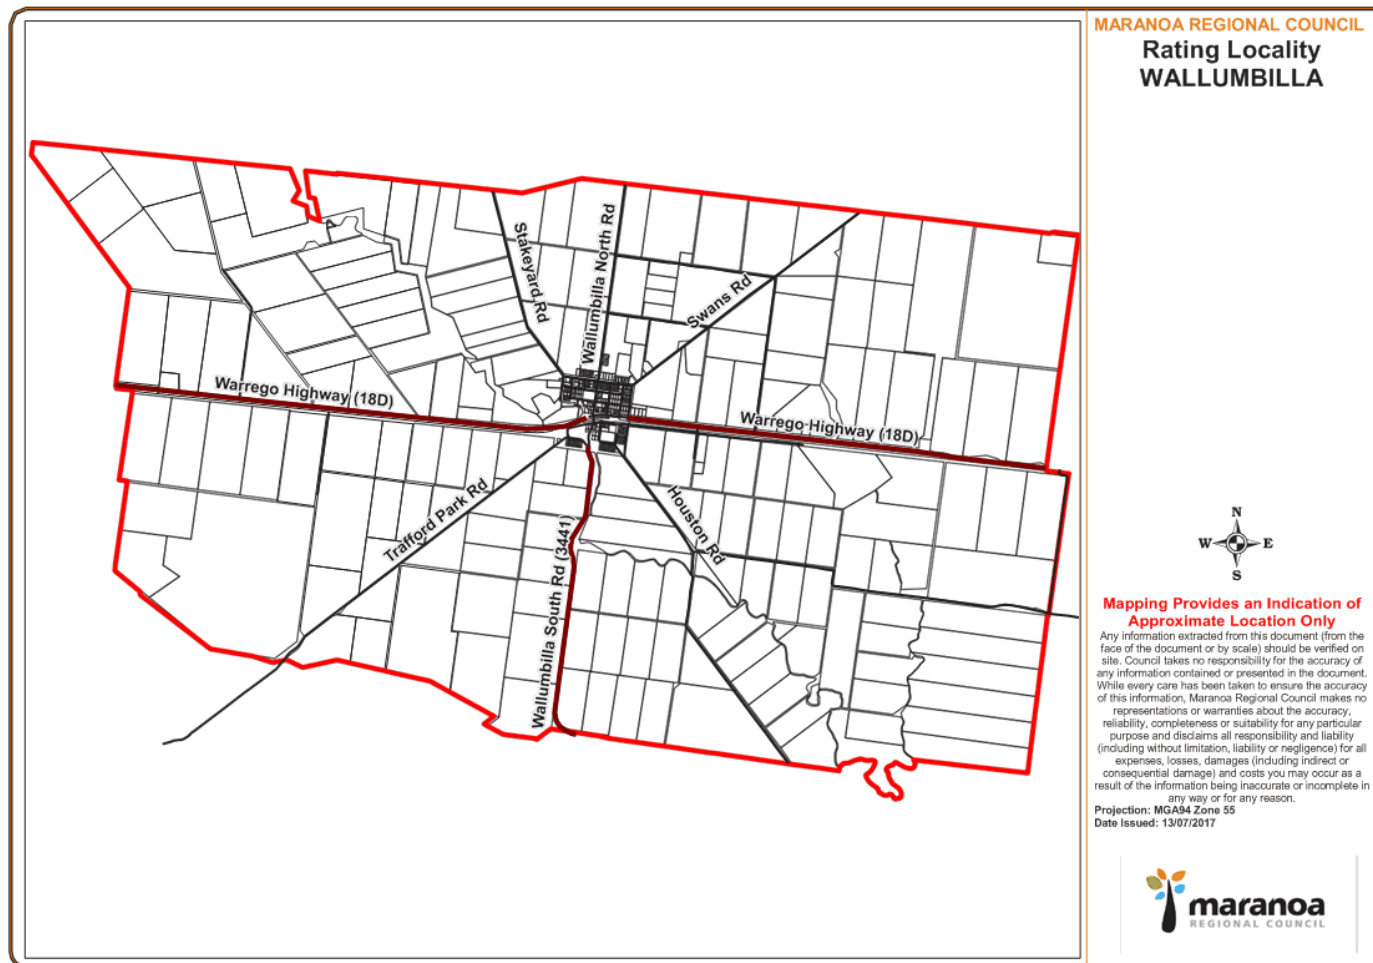 MARANOA REGIONAL COUNCIL
Rating Locality
WALLUMBILLA
Stakeyard Rd
Wallumbilla North Rd
Swans Rd
Warrego Highway (18D)
Warrego Highway (18D)
Trafford Park Rd
Wallumbilla South Rd (3441)
Houston Rd
N
W
E
S
Mapping Provides an Indication of
Approximate Location Only
Any information extracted from this document (from the
face of the document or by scale) should be verified on
site. Council takes no responsibility for the accuracy of
any information contained or presented in the document.
While every care has been taken to ensure the accuracy
of this information, Maranoa Regional Council makes no
representations or warranties about the accuracy,
reliability, completeness or suitability for any particular
purpose and disclaims all responsibility and liability
(including without limitation, liability or negligence) for all
expenses, losses, damages (including indirect or
consequential damage) and costs you may occur as a
result of the information being inaccurate or incomplete in
any way or for any reason.
Projection: MGA94 Zone 55
Date Issued: 13/07/2017
maranoa
REGIONAL COUNCIL